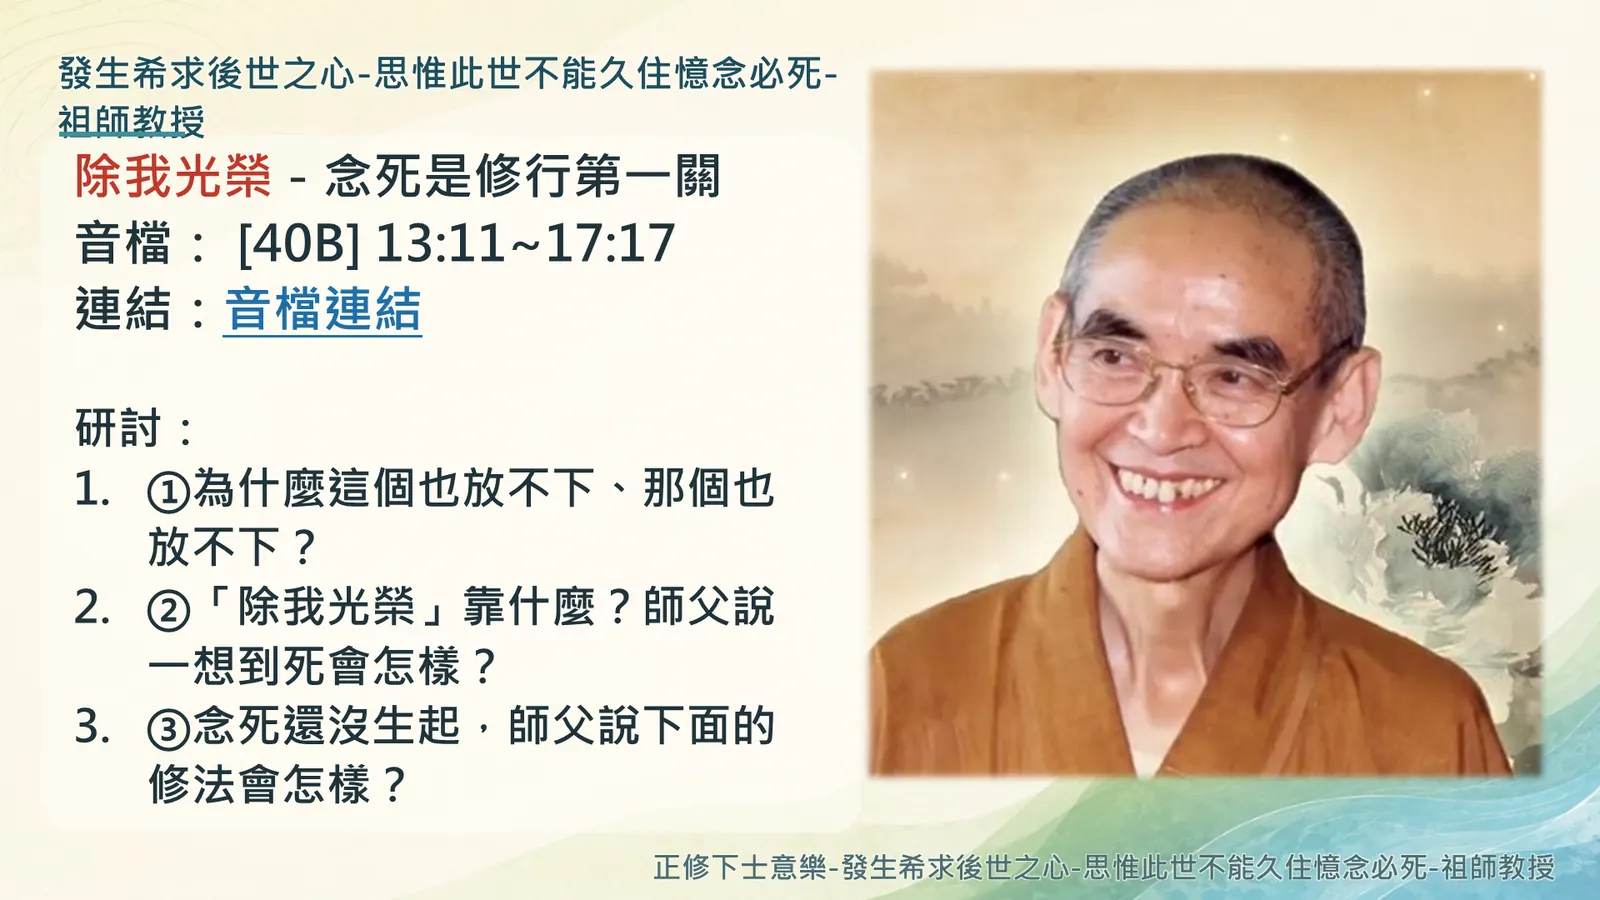 發生希求後世之心-思惟此世不能久住憶念必死-
祖師教授
除我光榮 - 念死是修行第一關
音檔： [40B] 13:11~17:17
連結：音檔連結
研討：
1. ①為什麼這個也放不下、那個也
放不下？
2. ②「除我光榮」靠什麼？師父說
一想到死會怎樣？
3. ③念死還沒生起，師父說下面的
修法會怎樣？
正修下士意樂-發生希求後世之心-思惟此世不能久住憶念必死-祖師教授